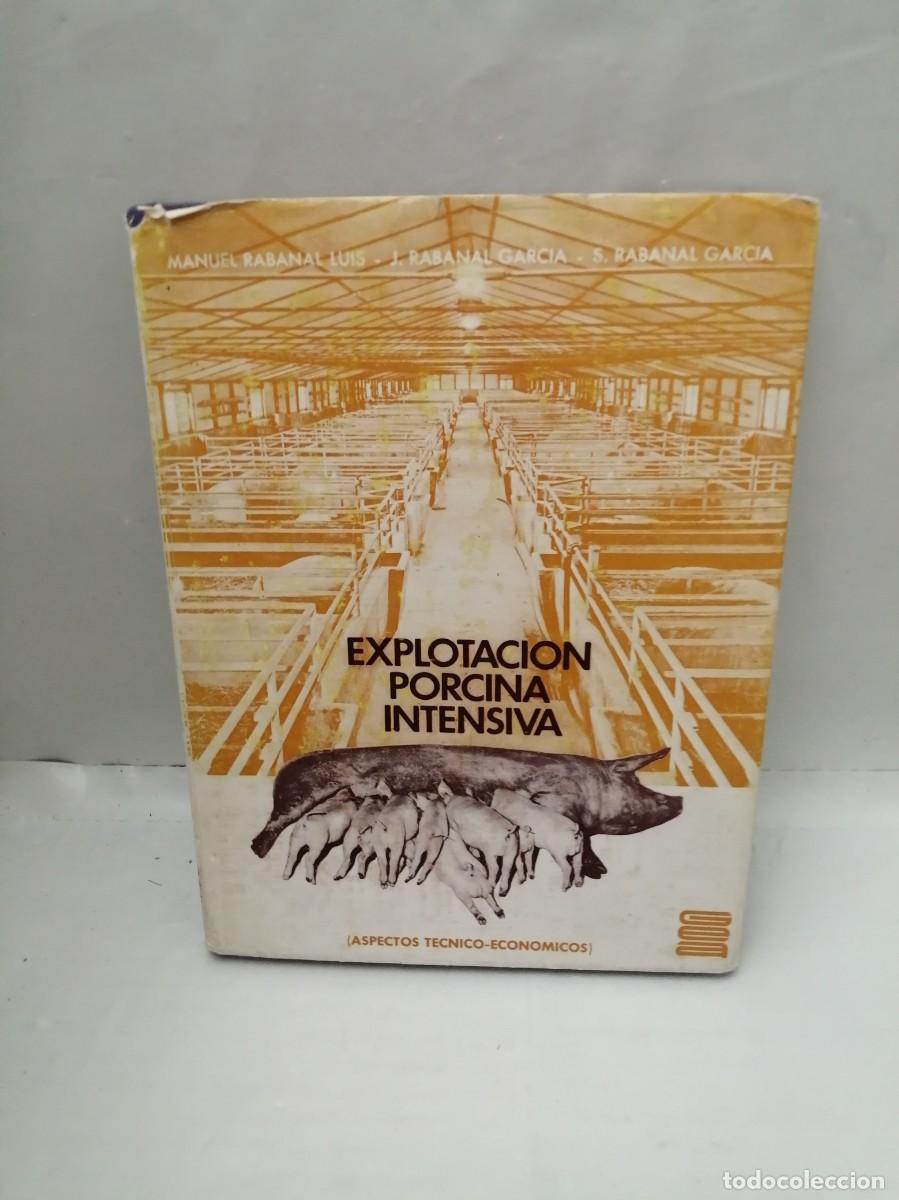 MANUEL RABANAL LUIS - J. RABANAL GARCIA - S. RABANAL GARCIA
EXPLOTACION
PORCINA
INTENSIVA
(ASPECTOS TECNICO-ECONOMICOS)
todocoleccion